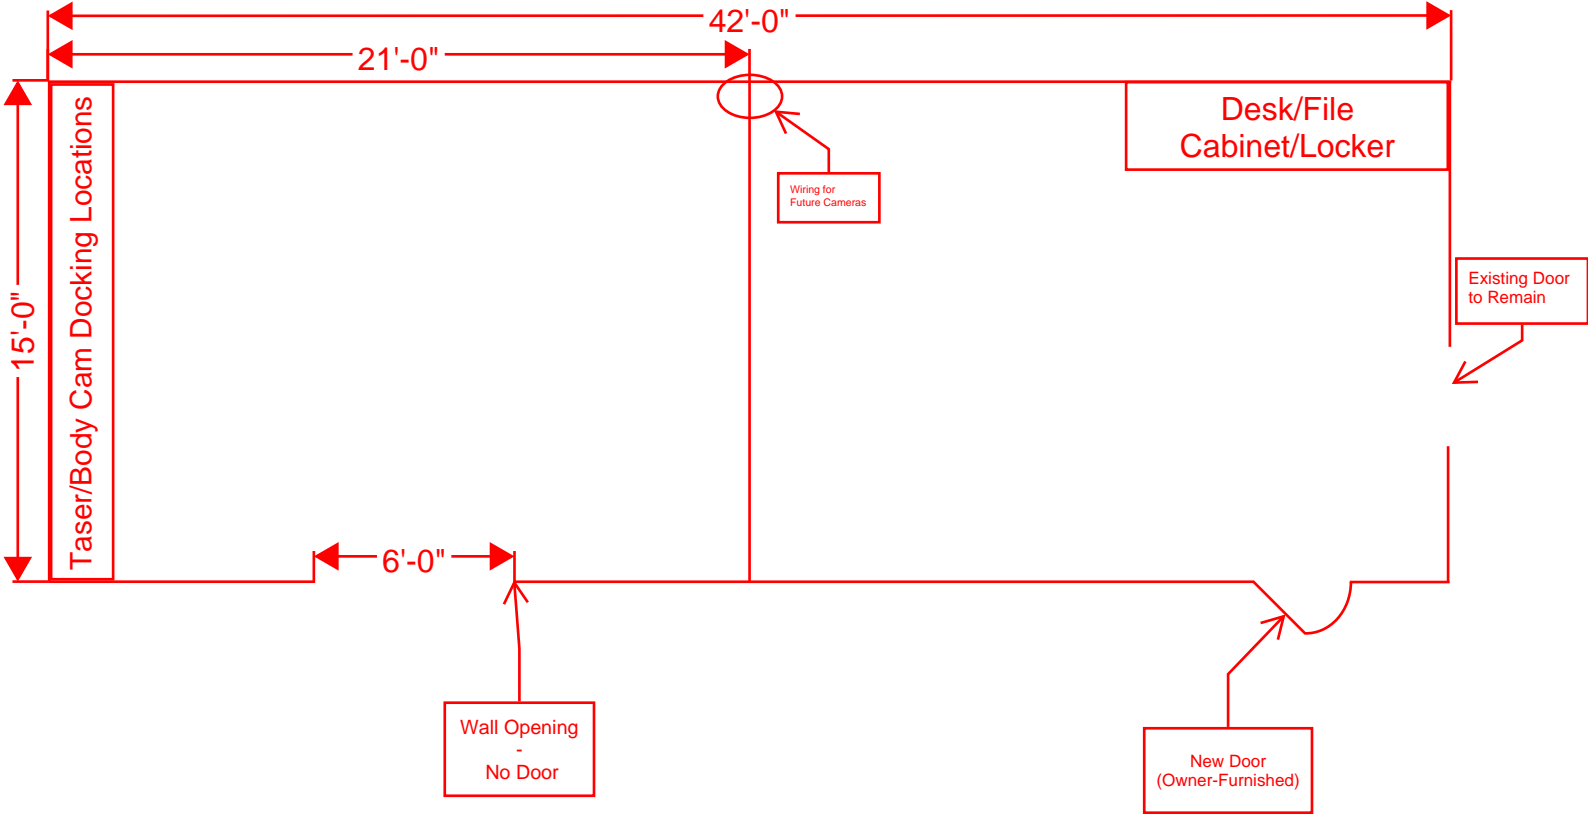 42'-0"
21'-0"
Desk/File
Cabinet/Locker
Taser/Body Cam Docking Locations
Wiring for
Future Cameras
15'-0"
Existing Door
to Remain
6'-0"
Wall Opening
-
No Door
New Door
(Owner-Furnished)